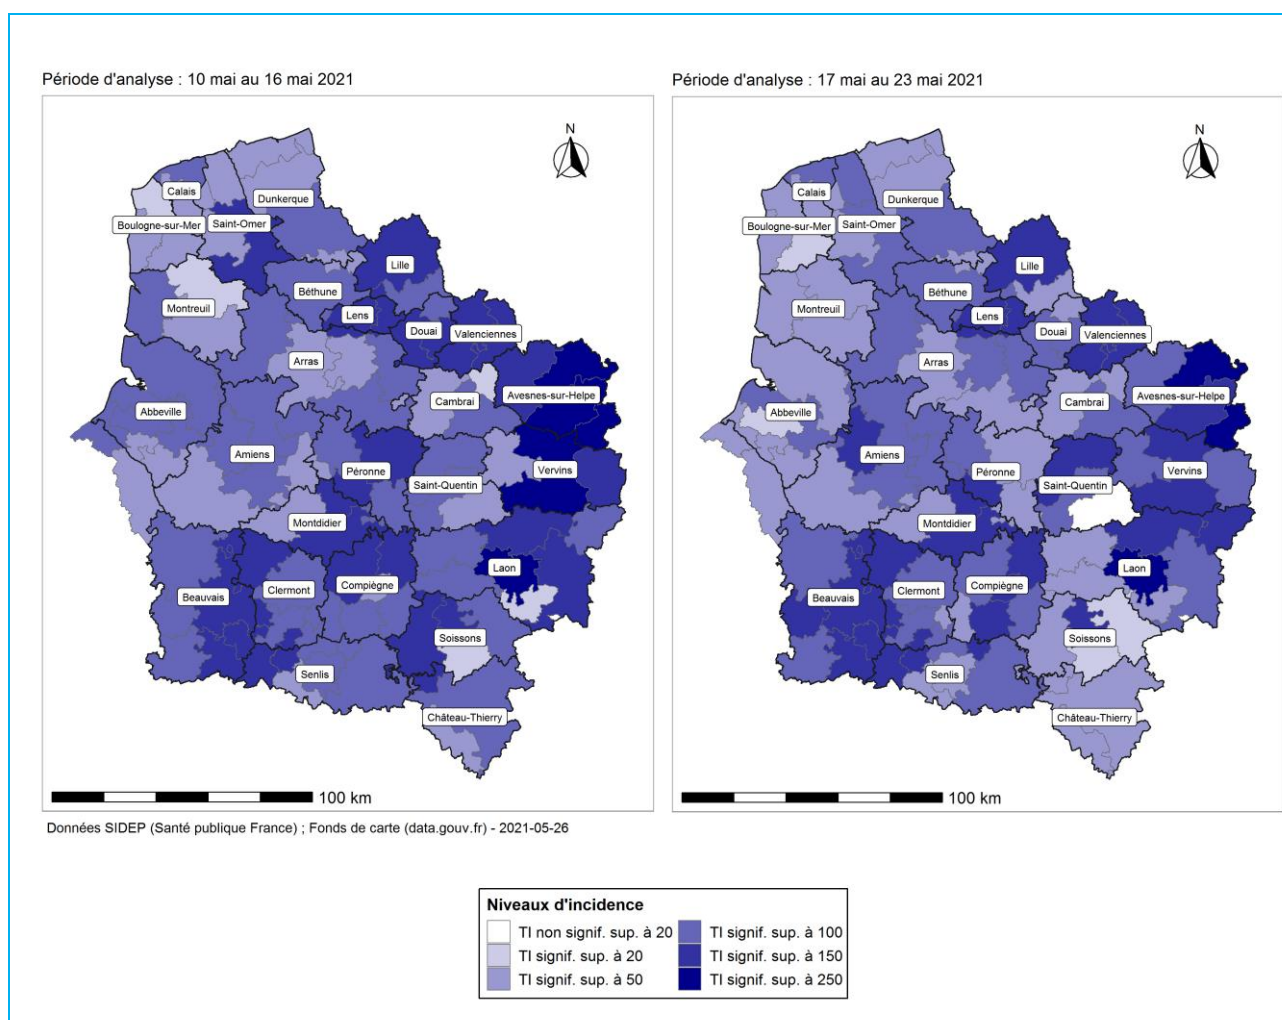 Période d'analyse : 10 mai au 16 mai 2021
N
Calais
Dunkerque
Boulogne-sur-Mer
Saint-Omer
Lille
Béthune
Montreuil
Lens
Douai
Valenciennes
Arras
Avesnes-sur-Helpe
Cambrai
Abbeville
Amiens
Péronne
Vervins
Saint-Quentin
Montdidier
Laon
Compiègne
Clermont
Beauvais
Soissons
Senlis
Château-Thierry
100 km
Période d'analyse : 17 mai au 23 mai 2021
N
Calais
Dunkerque
Boulogne-sur-Mer
Saint-Omer
Lille
Béthune
Montreuil
Lens
Douai
Valenciennes
Arras
Avesnes-sur-Helpe
Cambrai
Abbeville
Amiens
Péronne
Vervins
Saint-Quentin
Montdidier
Laon
Compiègne
Clermont
Beauvais
Soissons
Senlis
Château-Thierry
100 km
Données SIDEP (Santé publique France) ; Fonds de carte (data.gouv.fr) - 2021-05-26
Niveaux d'incidence
TI non signif. sup. à 20
TI signif. sup. à 20
TI signif. sup. à 50
TI signif. sup. à 100
TI signif. sup. à 150
TI signif. sup. à 250